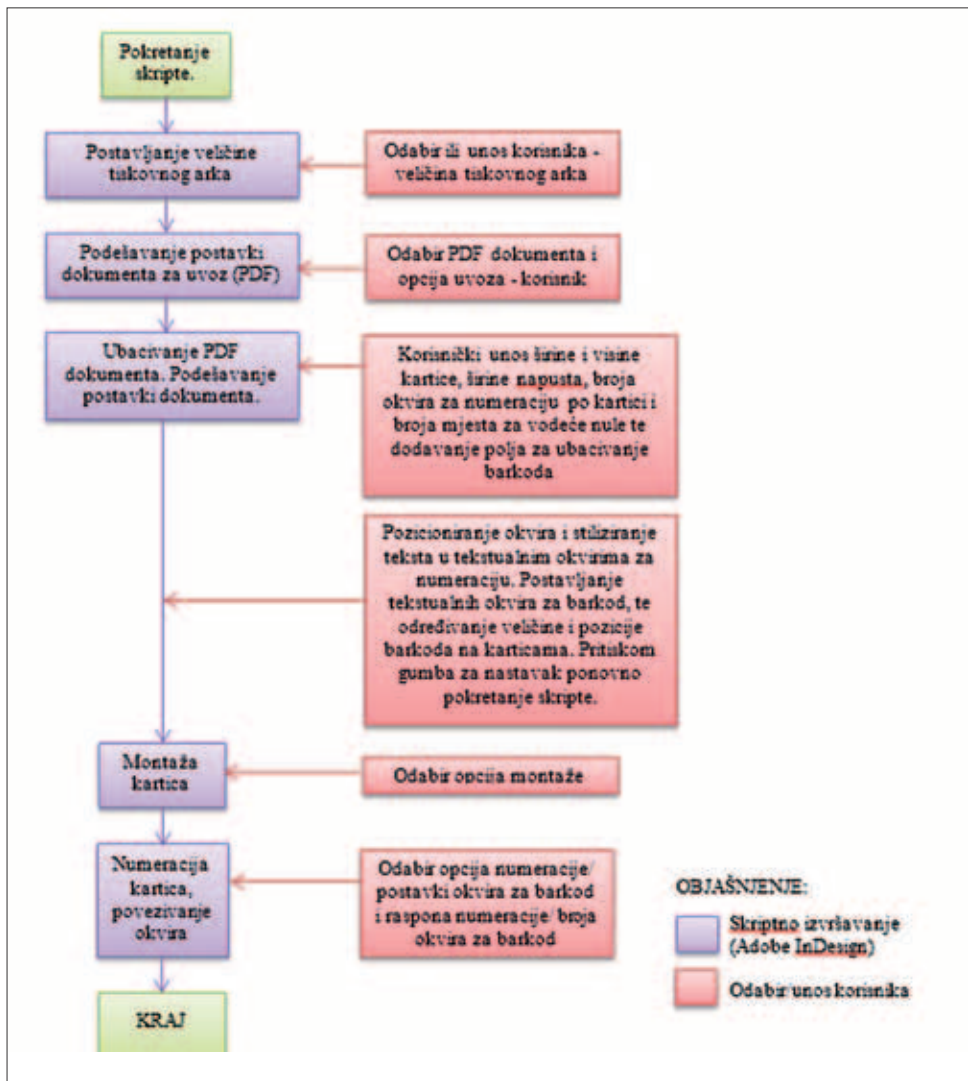 Pokretanje
skripte.
Postavljanje veličine
tiskovnog arka
Odabir ili unos korisnika -
veličina tiskovnog arka
Podešavanje postavki
dokumenta za uvoz (PDF)
Odabir PDF dokumenta i
opcija uvoza - korisnik
Ubacivanje PDF
dokumenta. Podešavanje
postavki dokumenta.
Korisnički unos širine i visine
kartice, širine napusta, broja
okvira za numeraciju po kartici i
broja mjesta za vodeće nule te
dodavanje polja za ubacivanje
barkoda
Pozicioniranje okvira i stiliziranje
teksta u tekstualnim okvirima za
numeraciju. Postavljanje
tekstualnih okvira za barkod, te
određivanje veličine i pozicije
barkoda na karticama. Pritiskom
gumba za nastavak ponovno
pokretanje skripte.
Montaža
kartica
Odabir opcija montaže
Numeracija
kartica,
povezivanje
okvira
Odabir opcija numeracije/
postavki okvira za barkod
i raspona numeracije/ broja
okvira za barkod
KRAJ
OBJAŠNJENJE:
Skriptno izvršavanje
(Adobe InDesign)
Odabir/unos korisnika